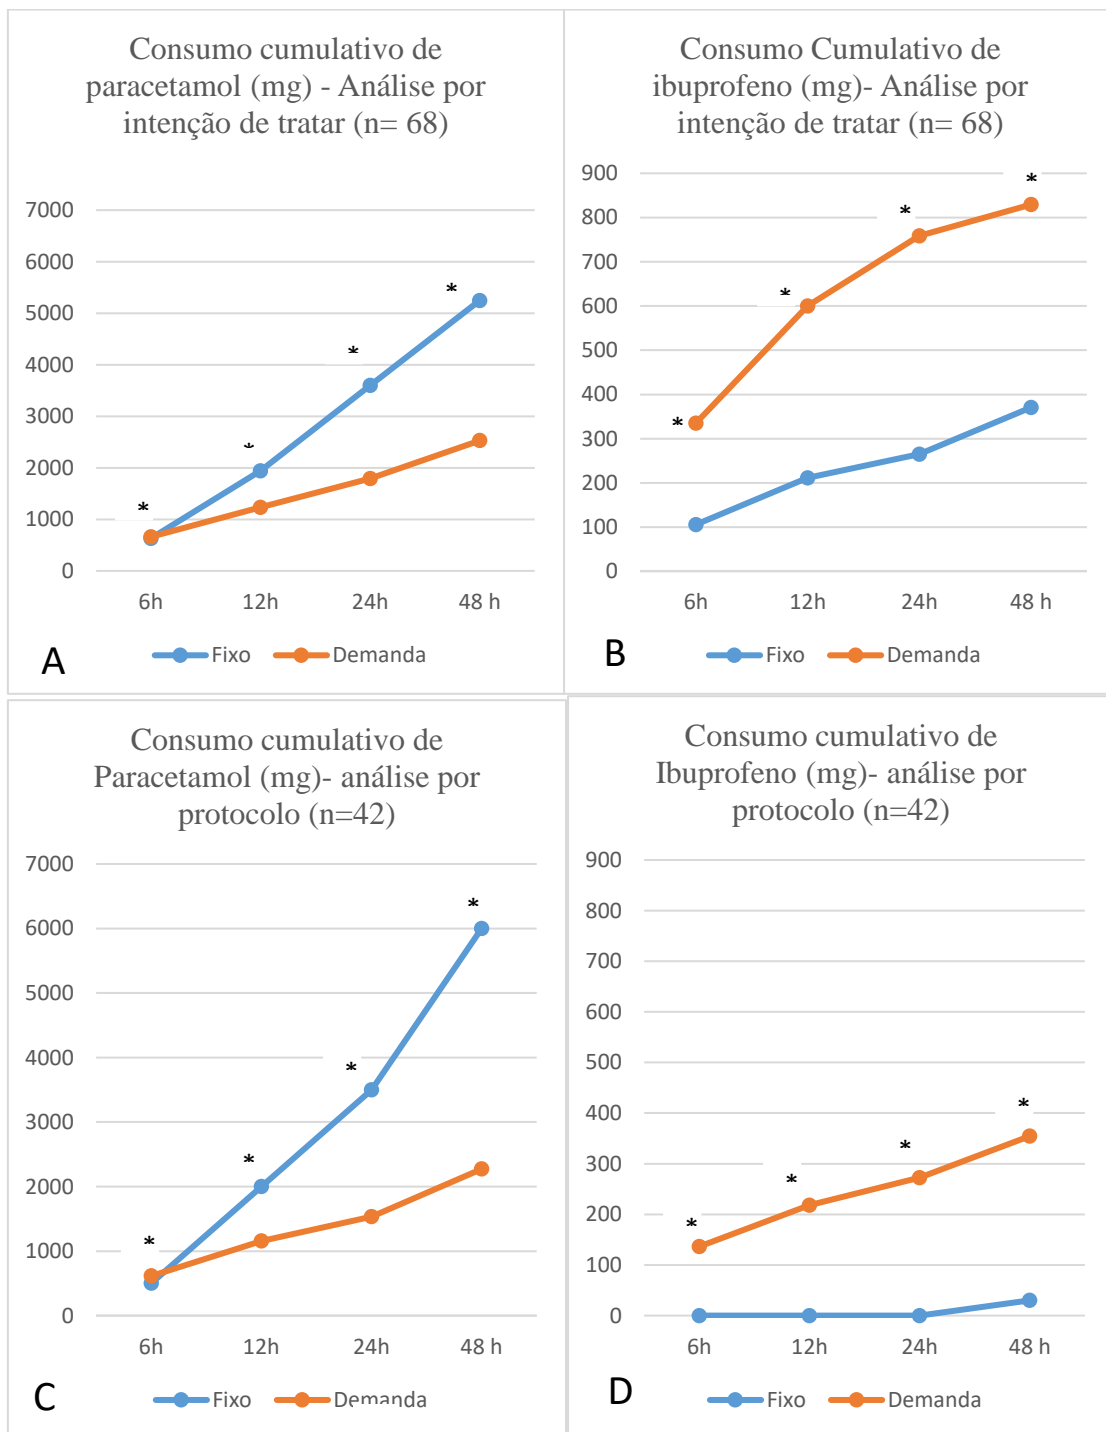 Consumo cumulativo de
paracetamol (mg) - Análise por
intenção de tratar (n= 68)
7000
6000
5000
4000
3000
2000
1000
0
*
*
*
*
6h 12h 24h 48 h
A
Fixo Demanda
Consumo Cumulativo de
ibuprofeno (mg)- Análise por
intenção de tratar (n= 68)
900
800
700
600
500
400
300
200
100
0
*
*
*
*
6h 12h 24h 48 h
B
Fixo Demanda
Consumo cumulativo de
Paracetamol (mg)- análise por
protocolo (n=42)
7000
6000
5000
4000
3000
2000
1000
0
*
*
*
*
6h 12h 24h 48 h
C
Fixo Demanda
Consumo cumulativo de
Ibuprofeno (mg)- análise por
protocolo (n=42)
900
800
700
600
500
400
300
200
100
0
*
*
*
*
6h 12h 24h 48 h
D
Fixo Demanda